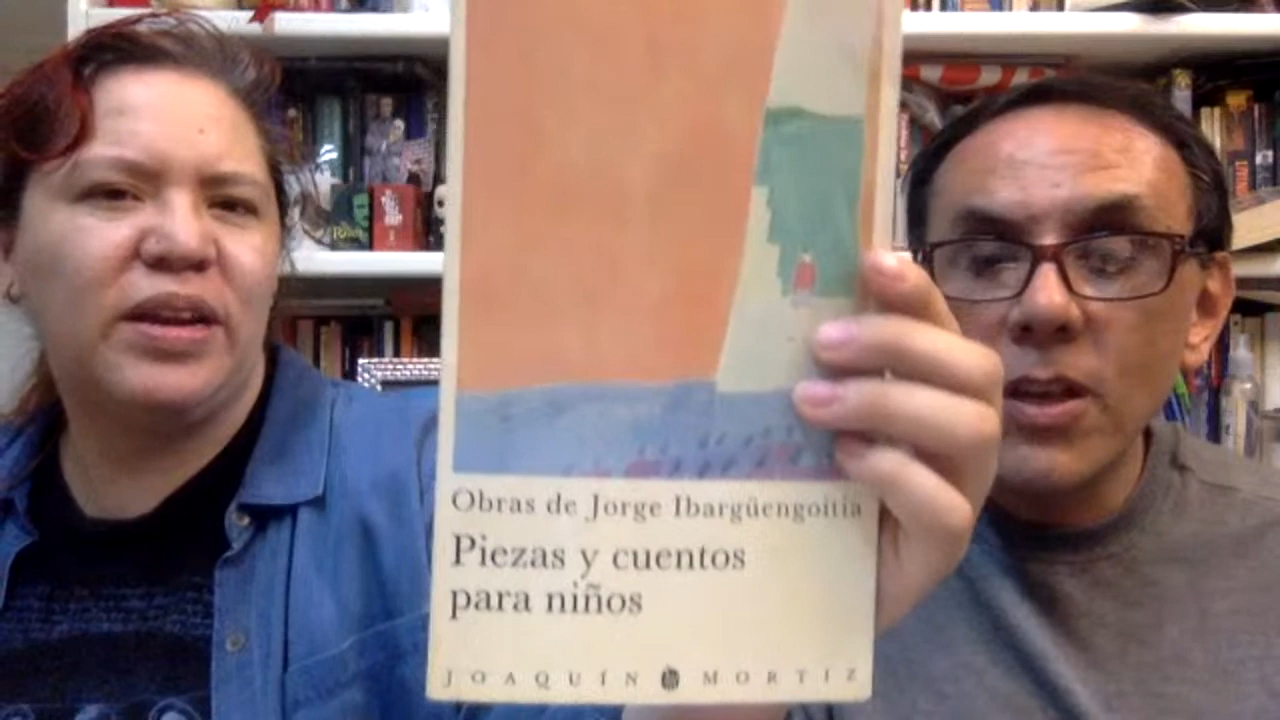 Obras de Jorge Ibargüengoitia
Piezas y cuentos
para niños
JOAQUÍN MORTIZ